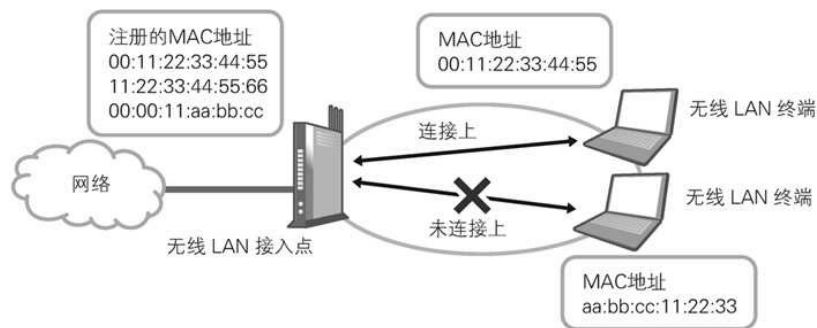 注册的MAC地址
00:11:22:33:44:55
11:22:33:44:55:66
00:00:11:aa:bb:cc
MAC地址
00:11:22:33:44:55
连接上
无线 LAN 终端
网络
未连接上
无线 LAN 终端
无线 LAN 接入点
MAC地址
aa:bb:cc:11:22:33